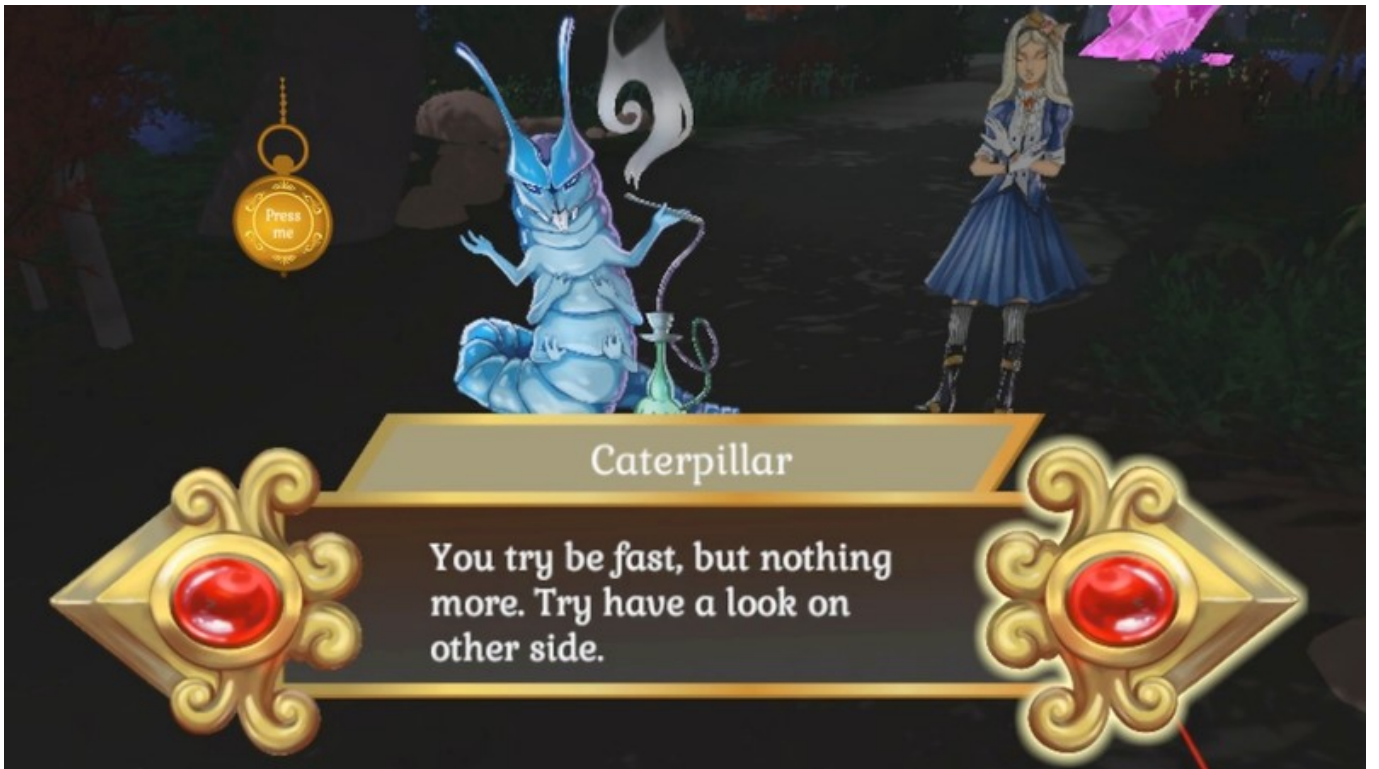 Press
me
Caterpillar
You try be fast, but nothing
more. Try have a look on
other side.